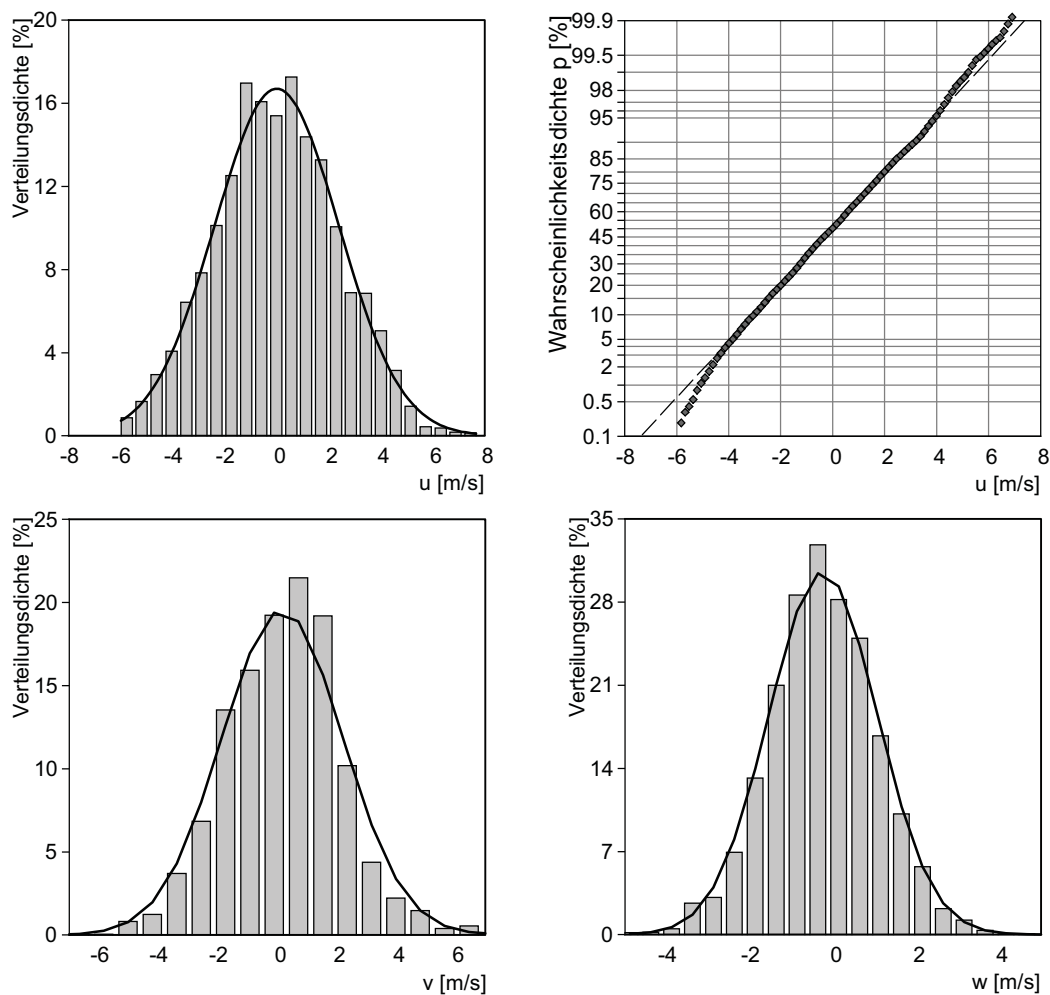 Verteilungsdichte [%]
20
16
12
8
4
0
-8 -6 -4 -2 0 2 4 6 8
u [m/s]
Wahrscheinlichkeitsdichte p [%]
99.9
99.5
98
95
85
75
60
45
30
20
10
5
2
0.5
0.1
-8 -6 -4 -2 0 2 4 6 8
u [m/s]
Verteilungsdichte [%]
25
20
15
10
5
0
-6 -4 -2 0 2 4 6
v [m/s]
Verteilungsdichte [%]
35
28
21
14
7
0
-4 -2 0 2 4
w [m/s]